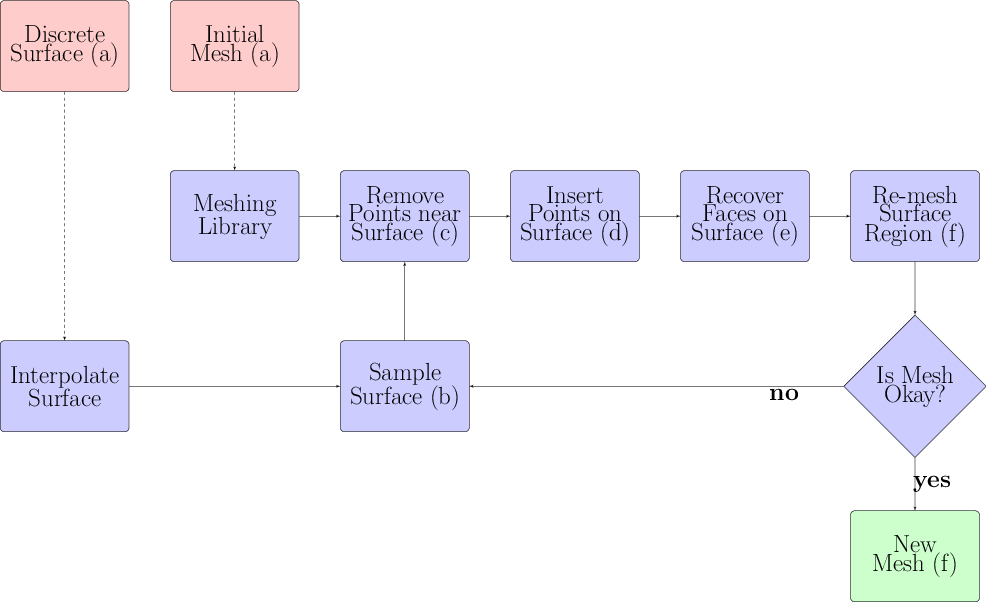 Discrete
Surface (a)
Initial
Mesh (a)
Meshing
Library
Remove
Points near
Surface (c)
Insert
Points on
Surface (d)
Recover
Faces on
Surface (e)
Re-mesh
Surface
Region (f)
Interpolate
Surface
Sample
Surface (b)
no
Is Mesh
Okay?
yes
New
Mesh (f)